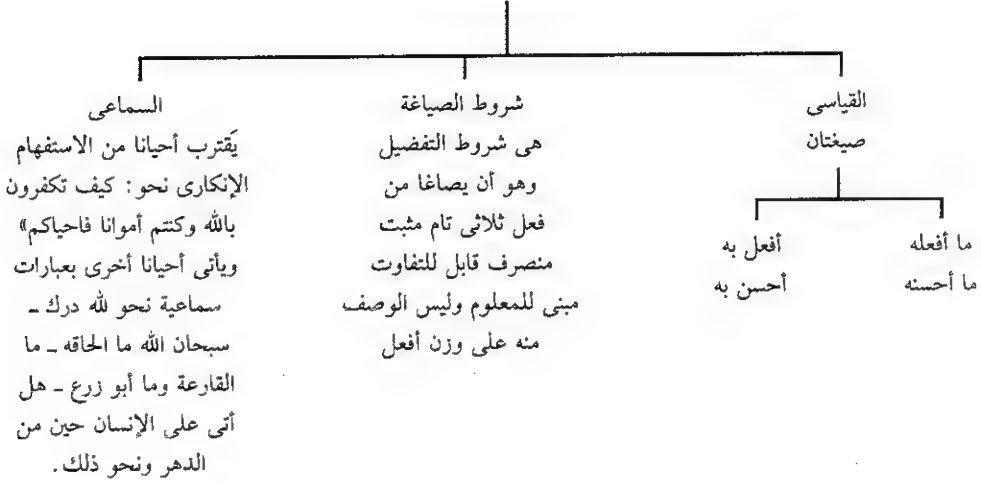 القياسى
صيغتان
ما أفعله
ما أحسنه
أفعل به
أحسن به
شروط الصياغة
هى شروط التفضيل
وهو أن يصاغا من
فعل ثلاثى تام مثبت
منصرف قابل للتفاوت
مبنى للمعلوم وليس الوصف
منه على وزن أفعل
السماعى
يَقترب أحيانا من الاستفهام
الإنكارى نحو : كيف تكفرون
بالله وكنتم أموانا فاحياكم»
ويأتى أحيانا أخرى بعبارات
سماعية نحو لله درك ـ
سبحان الله ما الحاقه ـ ما
القارعة وما أبو زرع ـ هل
أتى على الإنسان حين من
الدهر ونحو ذلك .